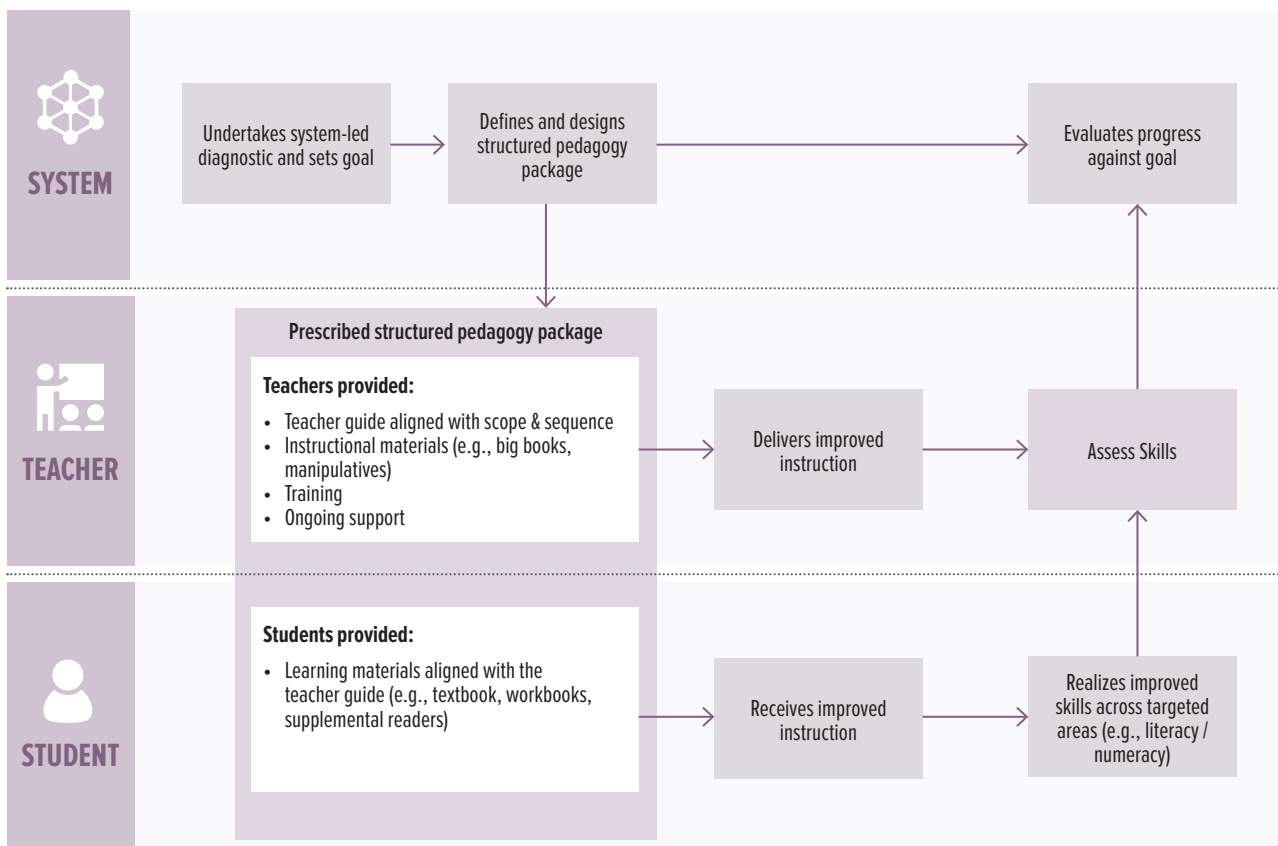 SYSTEM
Undertakes system-led
diagnostic and sets goal
Defines and designs
structured pedagogy
package
Evaluates progress
against goal
TEACHER
Prescribed structured pedagogy package
Teachers provided:
• Teacher guide aligned with scope & sequence
• Instructional materials (e.g., big books,
manipulatives)
• Training
• Ongoing support
Delivers improved
instruction
Assess Skills
STUDENT
Students provided:
• Learning materials aligned with the
teacher guide (e.g., textbook, workbooks,
supplemental readers)
Receives improved
instruction
Realizes improved
skills across targeted
areas (e.g., literacy /
numeracy)